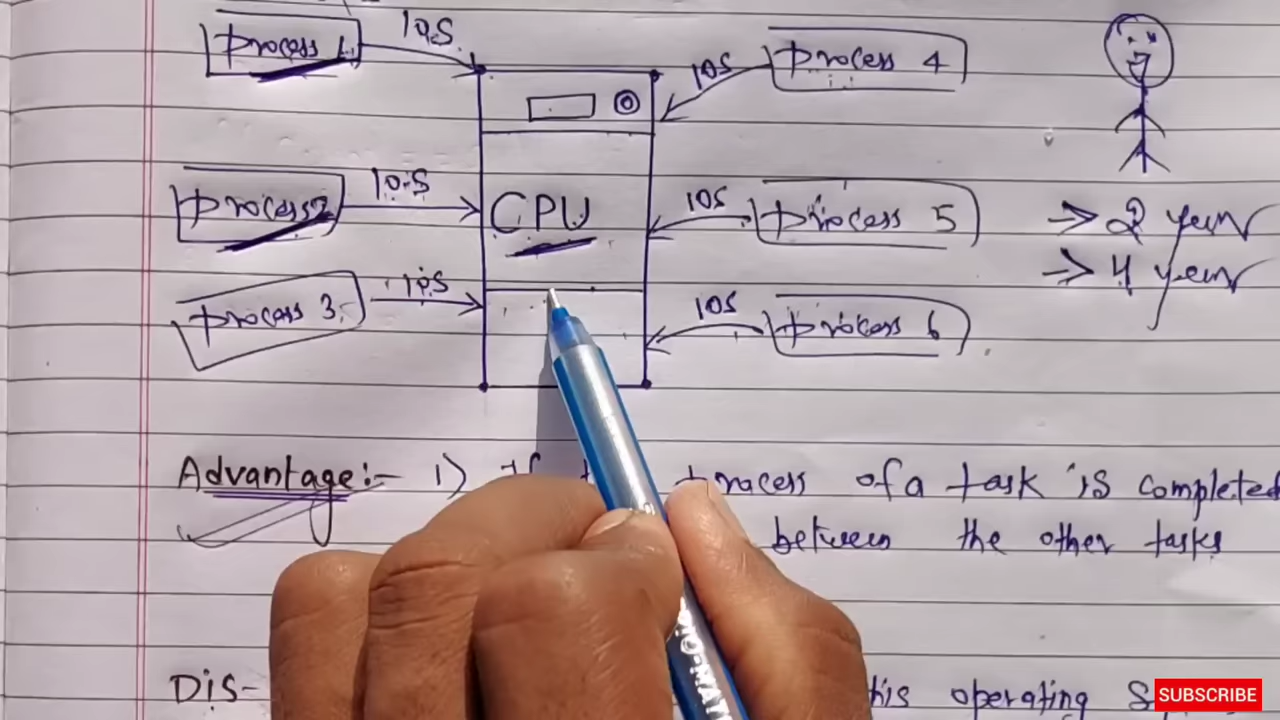 process 1 10s
10s process 4
process 2 10s
CPU
10s process 5
→ 2 year
→ 4 year
process 3 10s
10s process 6
Advantage:- 1) process of a task is completed
between the other tasks
Dis- operating
SUBSCRIBE